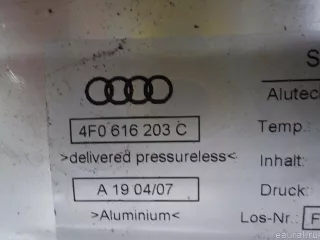 S
4F0 616 203 C
Alutec
>delivered pressureless<
Temp.:
Inhalt:
A 19 04/07
Druck:
>Aluminium<
Los-Nr.: F